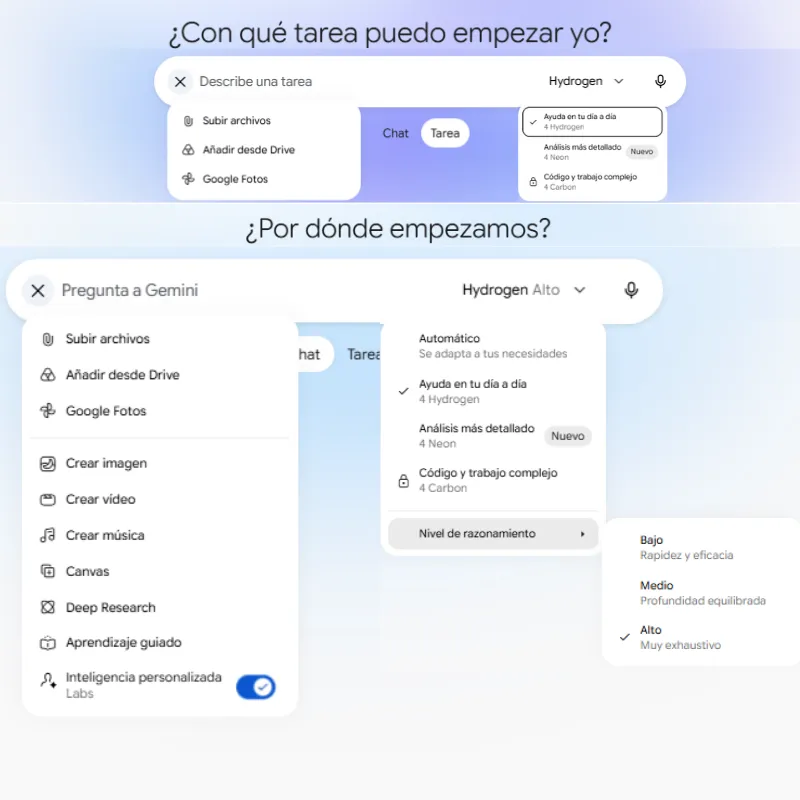 ¿Con qué tarea puedo empezar yo?
Describe una tarea
Hydrogen
Subir archivos
Añadir desde Drive
Google Fotos
Chat
Tarea
Ayuda en tu día a día
4 Hydrogen
Análisis más detallado
4 Neon
Nuevo
Código y trabajo complejo
4 Carbon
¿Por dónde empezamos?
Pregunta a Gemini
Hydrogen Alto
Subir archivos
Añadir desde Drive
Google Fotos
Crear imagen
Crear vídeo
Crear música
Canvas
Deep Research
Aprendizaje guiado
Inteligencia personalizada
Labs
hat
Tarea
Automático
Se adapta a tus necesidades
Ayuda en tu día a día
4 Hydrogen
Análisis más detallado
4 Neon
Nuevo
Código y trabajo complejo
4 Carbon
Nivel de razonamiento
Bajo
Rapidez y eficacia
Medio
Profundidad equilibrada
Alto
Muy exhaustivo